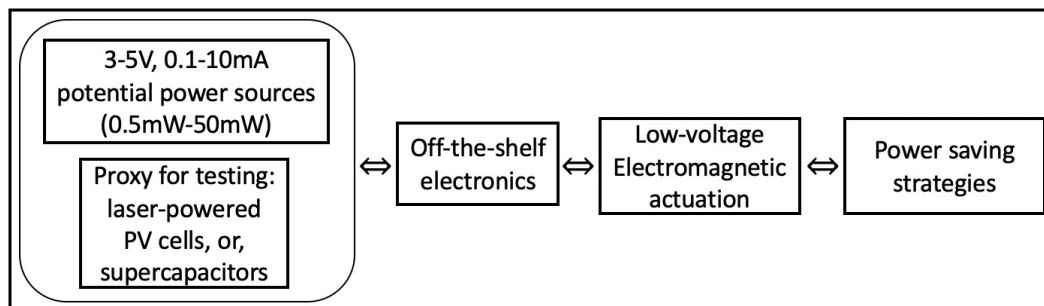 3-5V, 0.1-10mA
potential power sources
(0.5mW-50mW)
Proxy for testing:
laser-powered
PV cells, or,
supercapacitors
Off-the-shelf
electronics
Low-voltage
Electromagnetic
actuation
Power saving
strategies